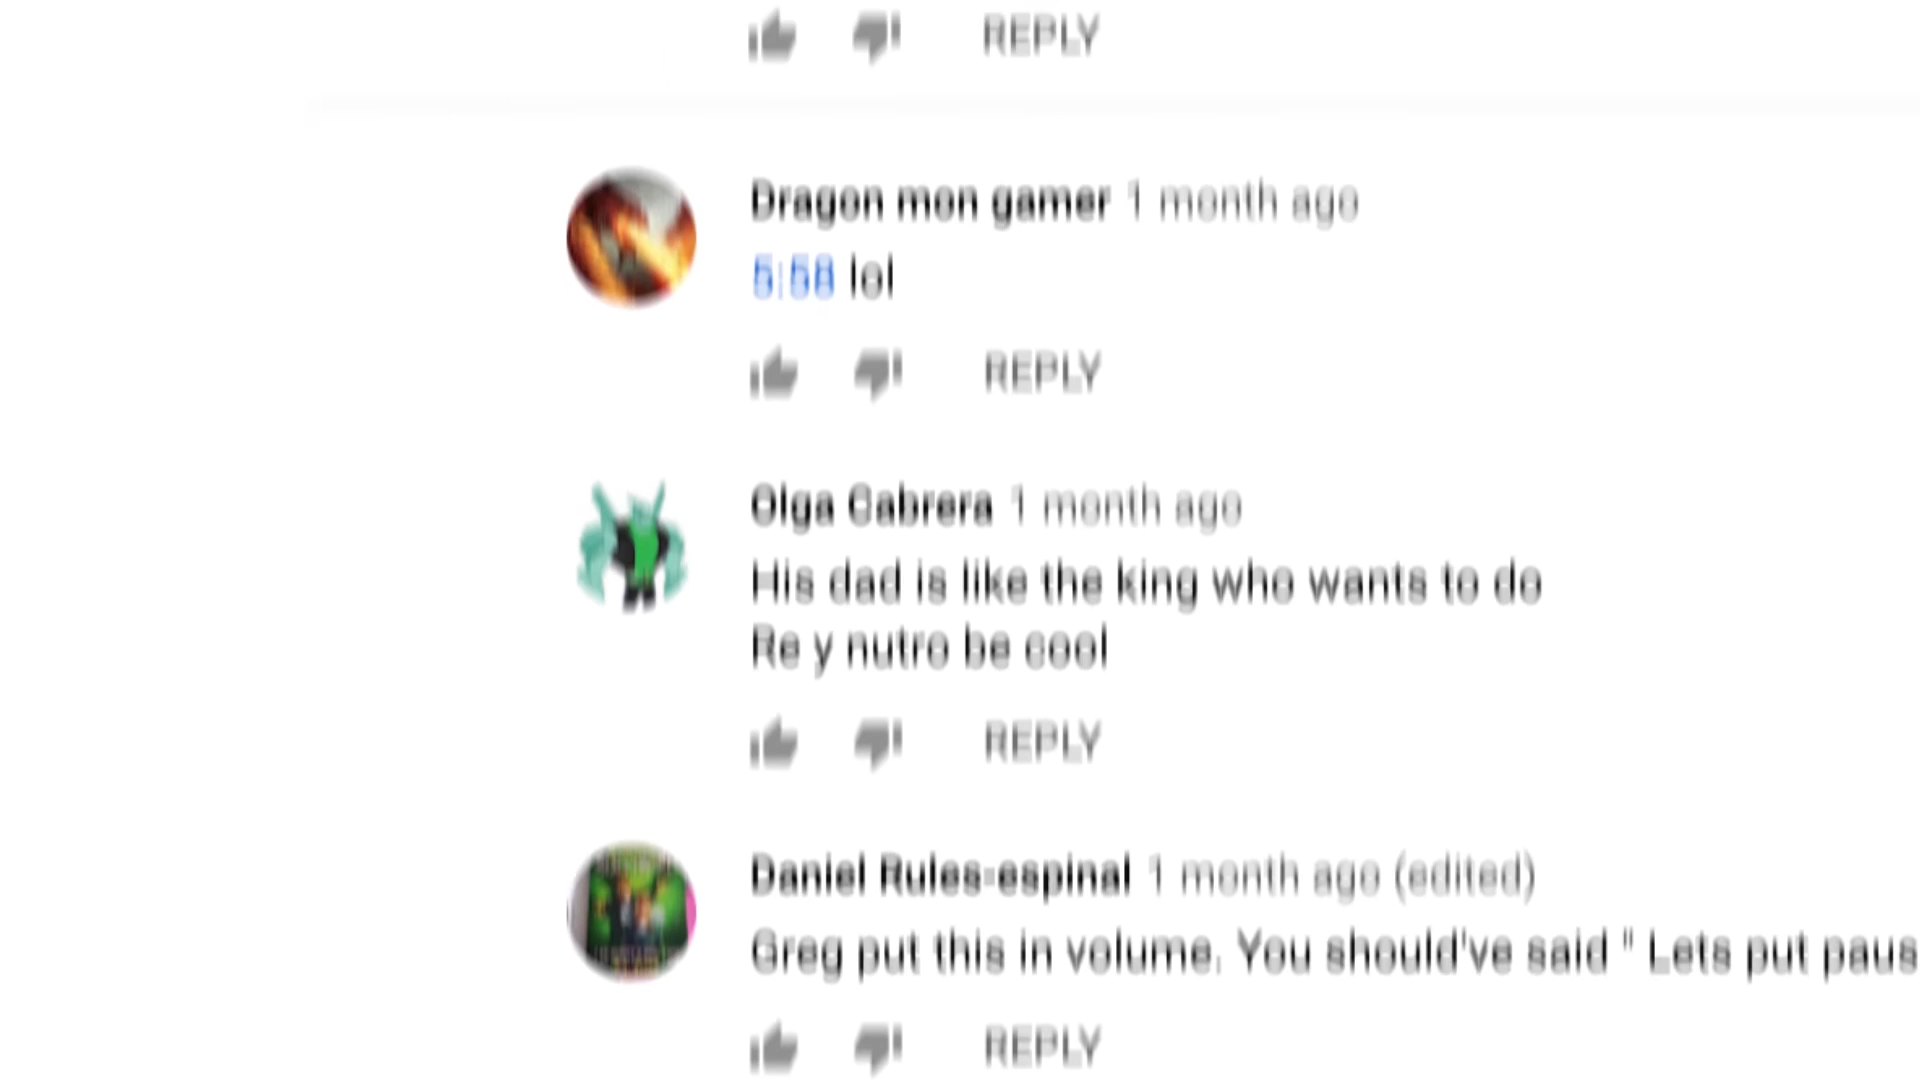 REPLY
Dragon mon gamer 1 month ago
5:58 lol
REPLY
Olga Cabrera 1 month ago
His dad is like the king who wants to do
Re y nutro be cool
REPLY
Daniel Rules-espinal 1 month ago (edited)
Greg put this in volume. You should've said " Lets put paus
REPLY